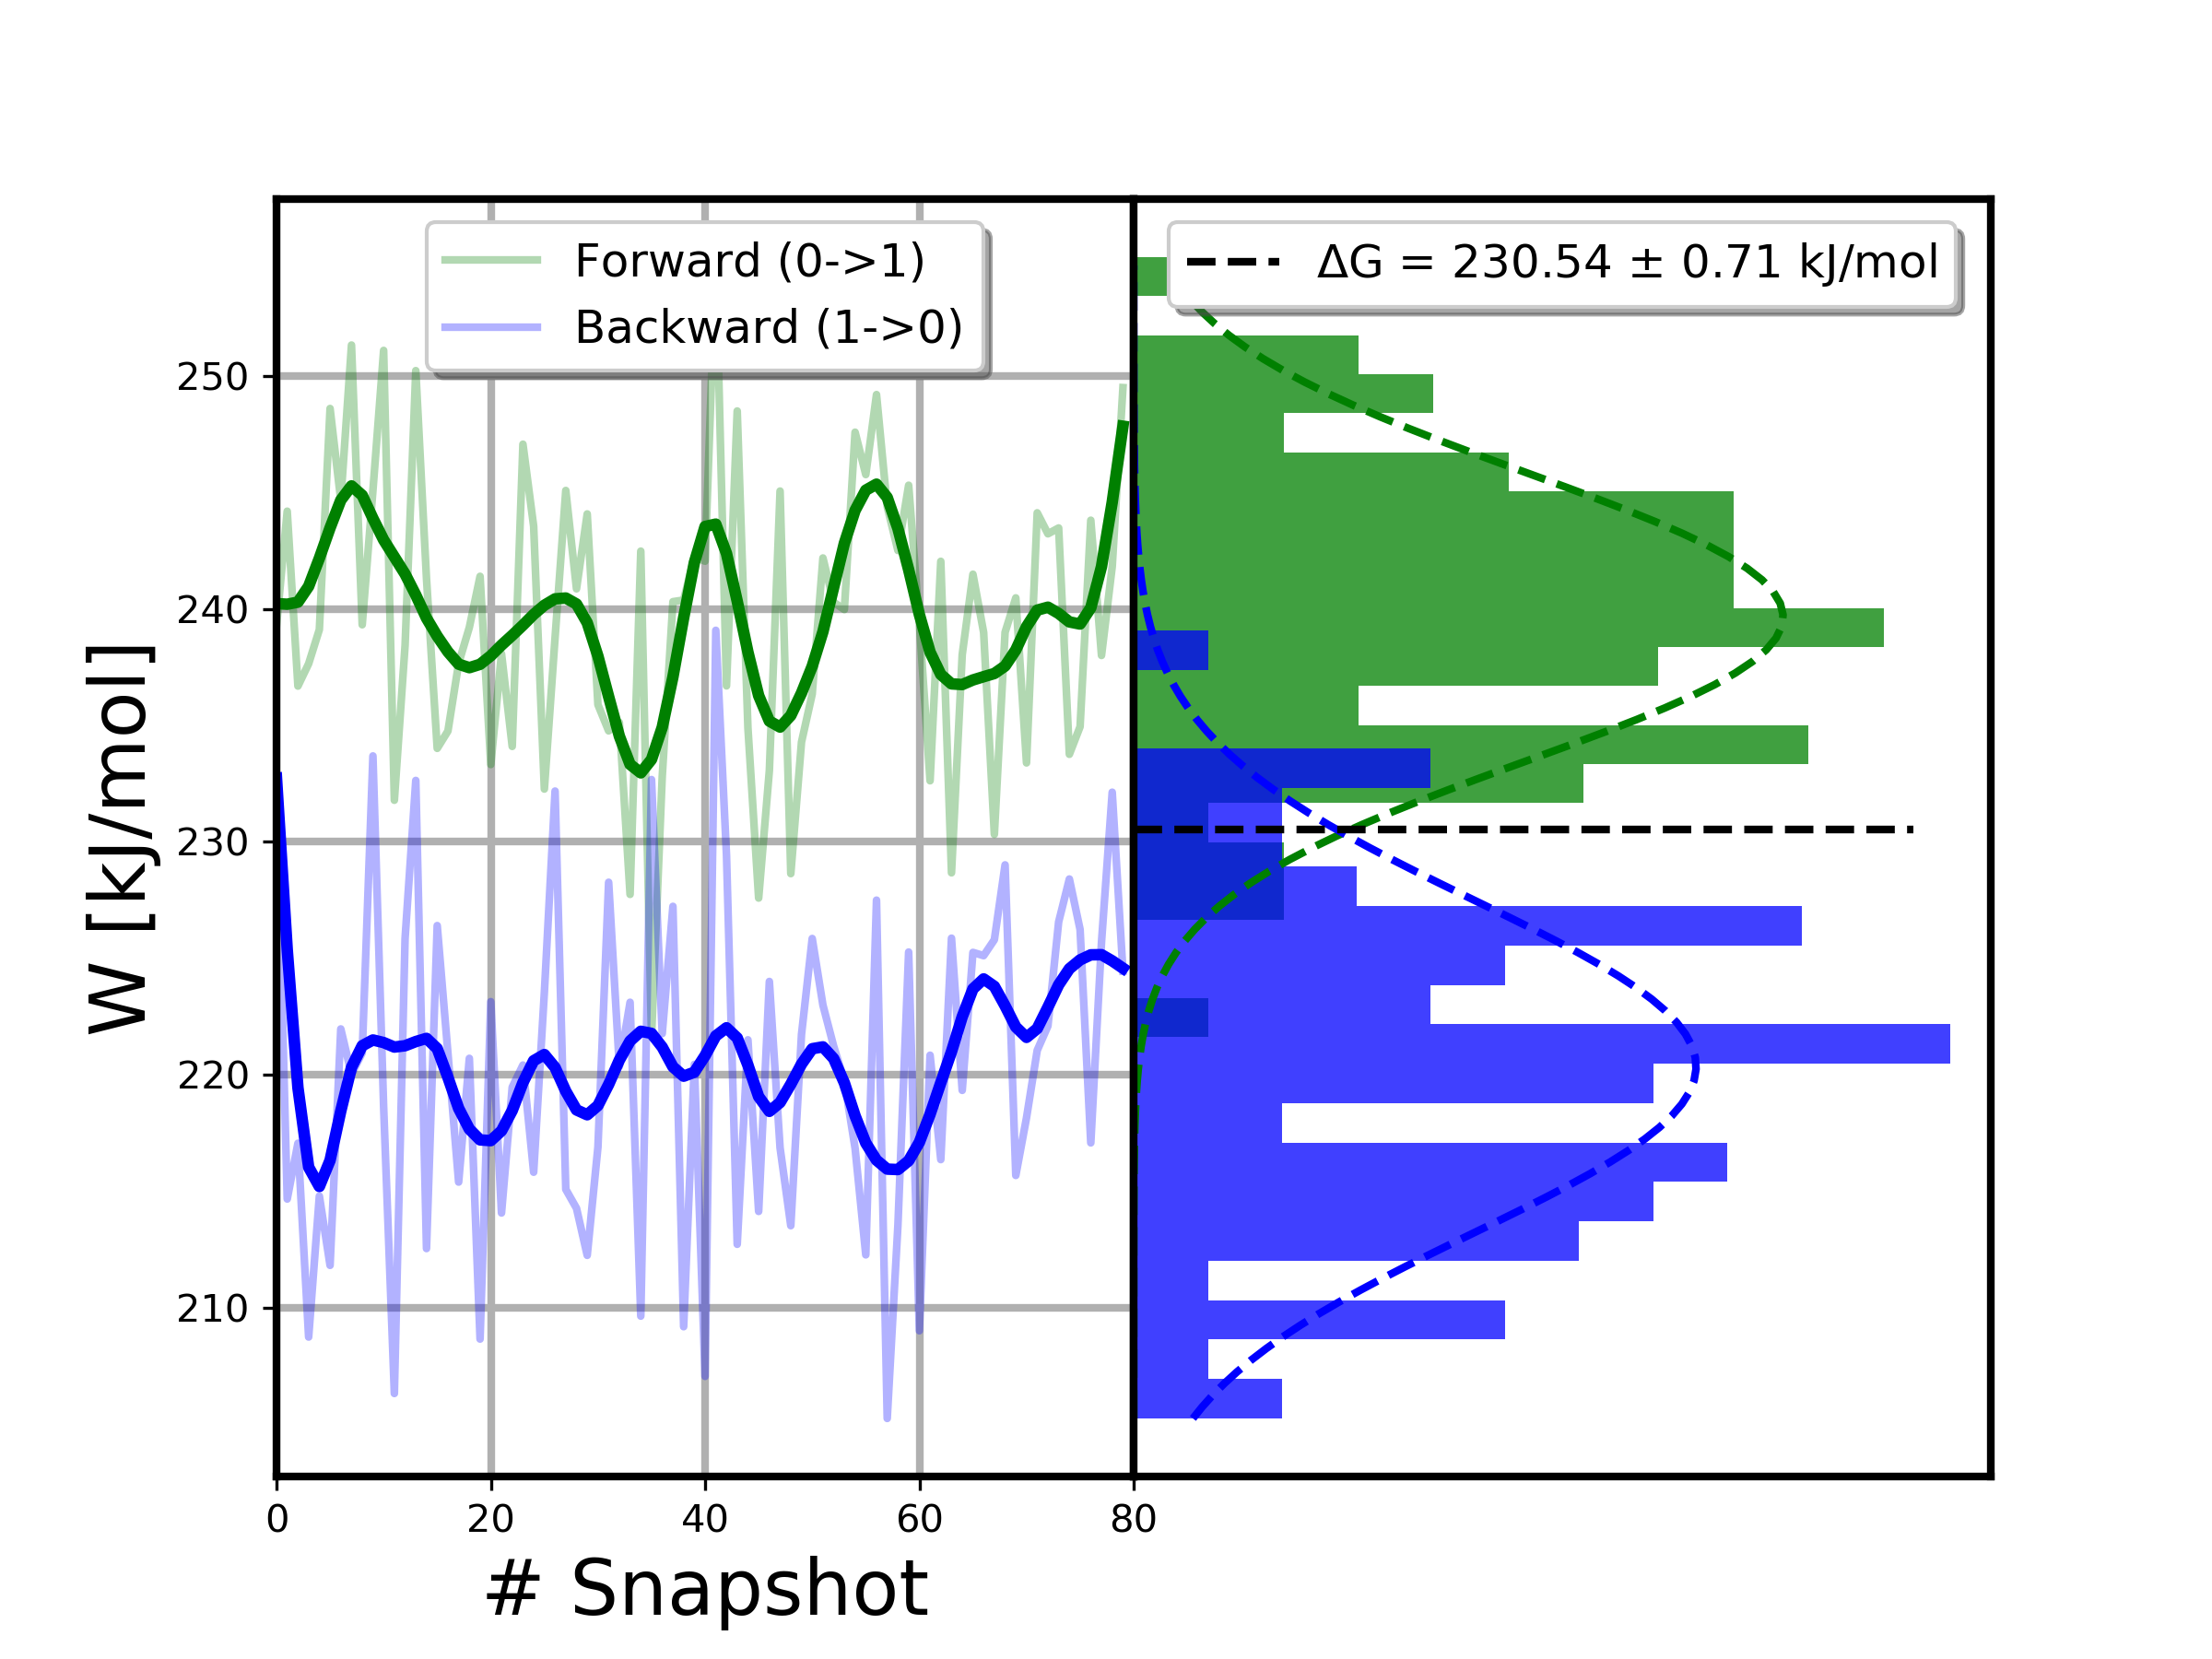 Forward (0->1)
Backward (1->0)
ΔG = 230.54 ± 0.71 kJ/mol
W [kJ/mol]
250
240
230
220
210
0 20 40 60 80
# Snapshot